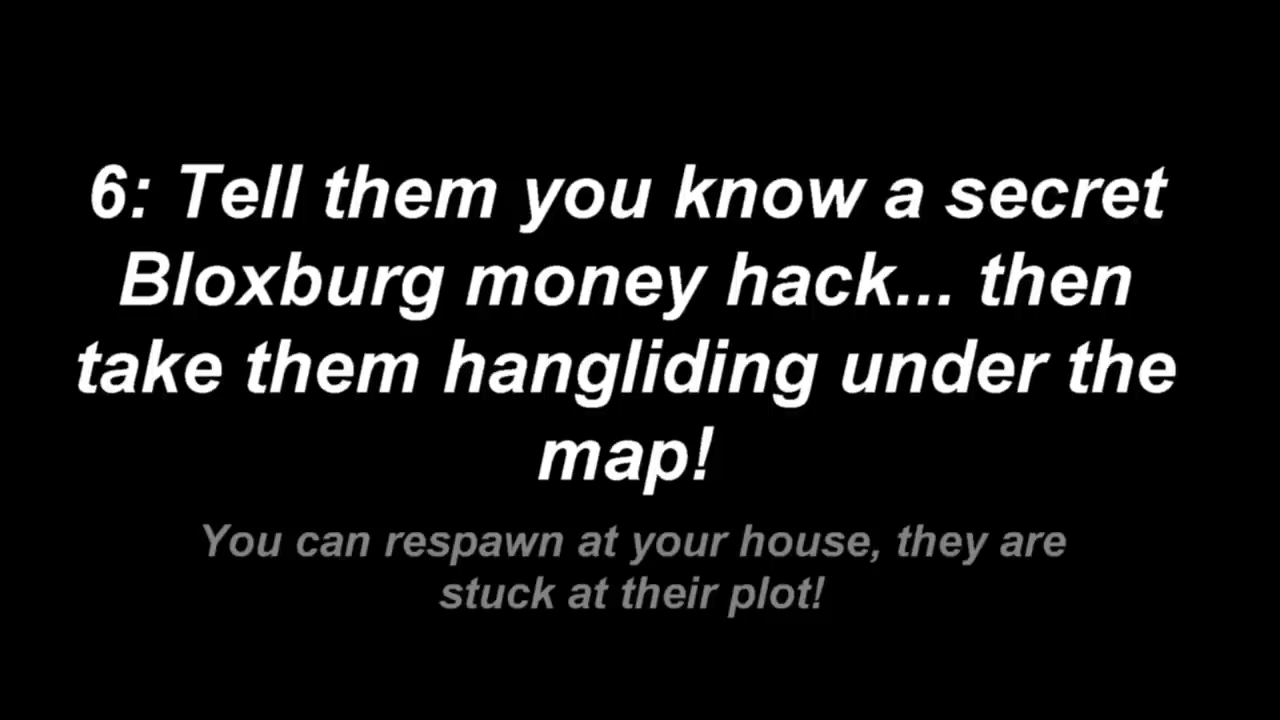 6: Tell them you know a secret
Bloxburg money hack... then
take them hangliding under the
map!
You can respawn at your house, they are
stuck at their plot!